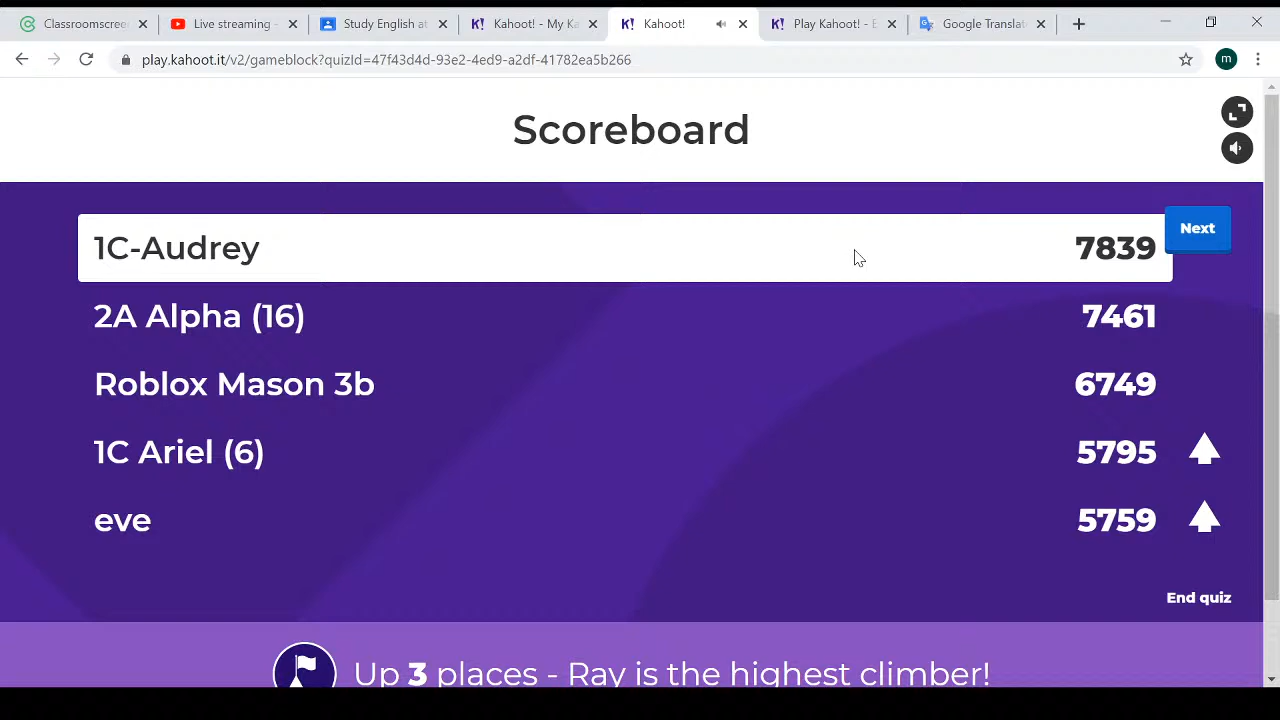 Classroomscree
Live streaming -
Study English at
K! Kahoot! - My Ka
K! Kahoot!
K! Play Kahoot! - E
Google Translat
play.kahoot.it/v2/gameblock?quizId=47f43d4d-93e2-4ed9-a2df-41782ea5b266
m
Scoreboard
Next
1C-Audrey 7839
2A Alpha (16) 7461
Roblox Mason 3b 6749
1C Ariel (6) 5795
eve 5759
End quiz
Up 3 places - Ray is the highest climber!